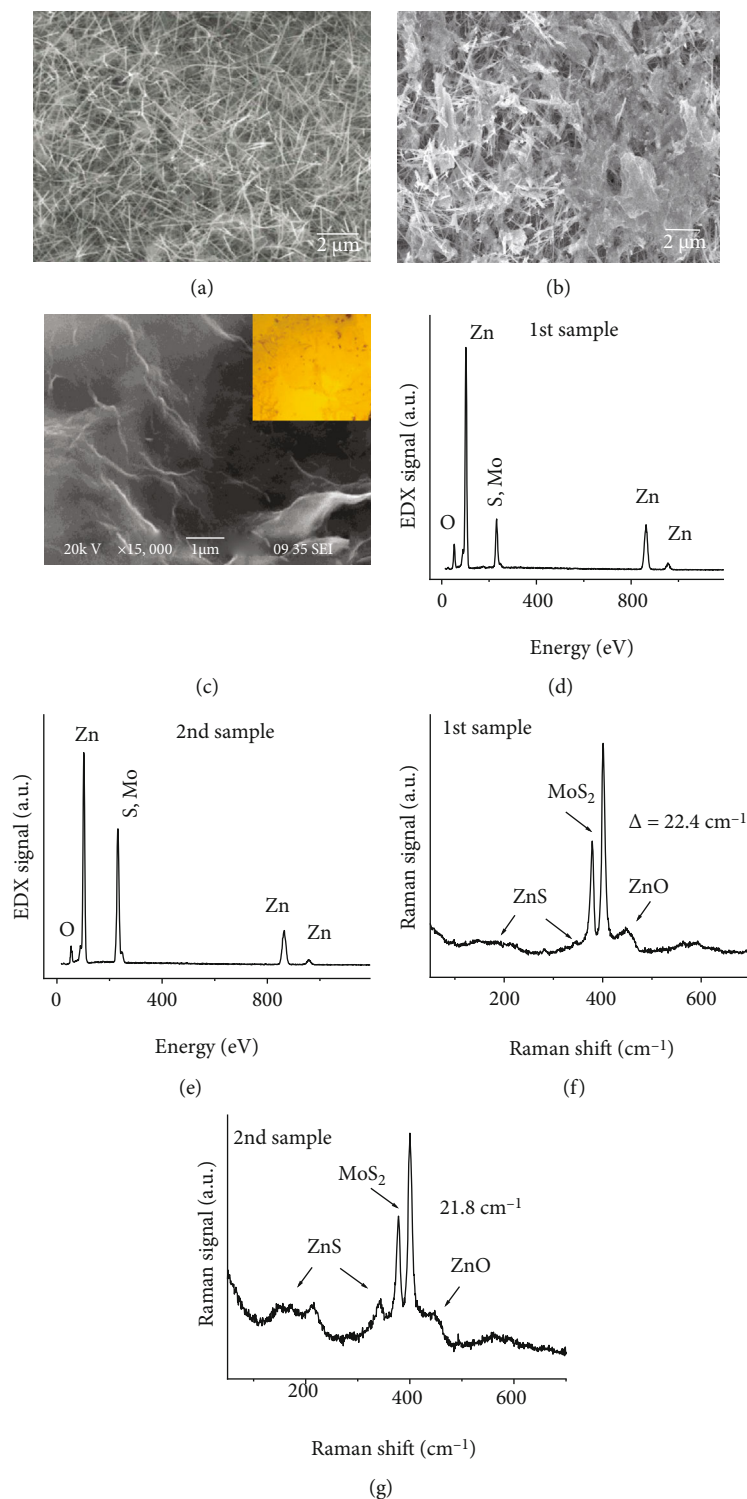 2 μm
2 μm
(a)
(b)
20k V ×15, 000 1μm 09 35 SEI
(c)
EDX signal (a.u.)
1st sample
Zn
O
S, Mo
Zn
Zn
0 400 800
Energy (eV)
(d)
EDX signal (a.u.)
2nd sample
Zn
O
S, Mo
Zn
Zn
0 400 800
Energy (eV)
(e)
Raman signal (a.u.)
1st sample
MoS₂
Δ = 22.4 cm⁻¹
ZnS
ZnO
200 400 600
Raman shift (cm⁻¹)
(f)
Raman signal (a.u.)
2nd sample
MoS₂
21.8 cm⁻¹
ZnS
ZnO
200 400 600
Raman shift (cm⁻¹)
(g)